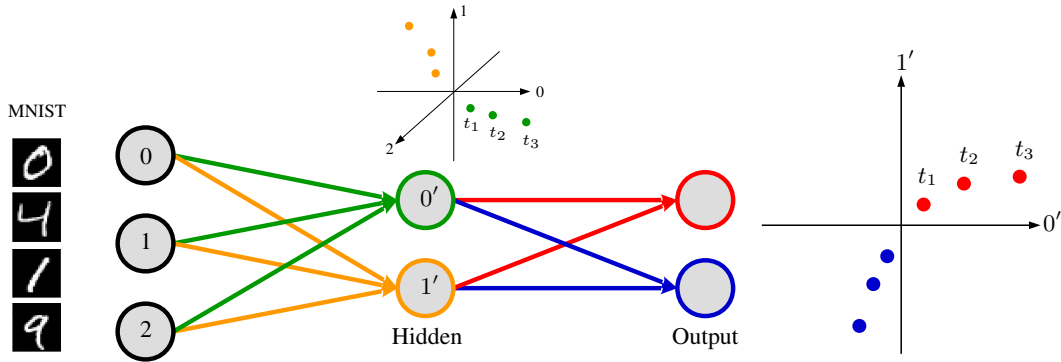 MNIST
0
4
1
9
0
1
2
1
0
2
t₁
t₂
t₃
0′
1′
Hidden
Output
1′
0′
t₁
t₂
t₃